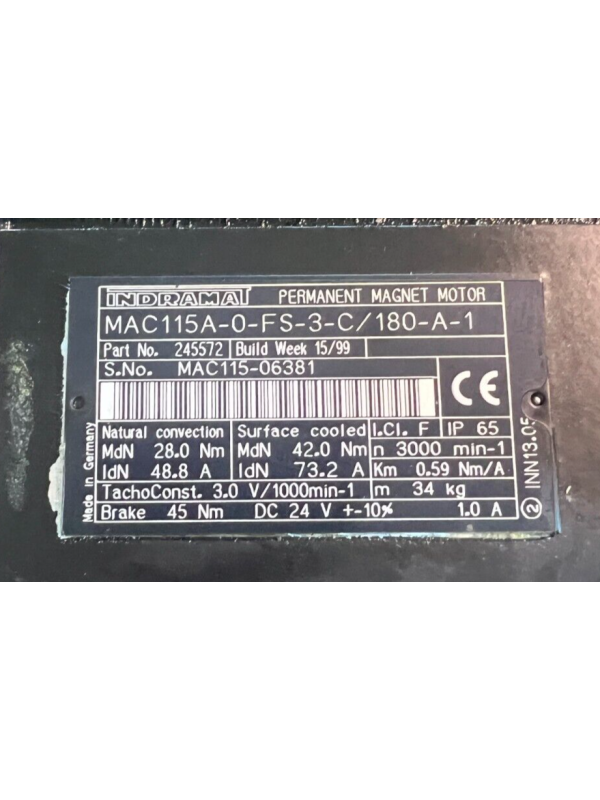 INDRAMAT PERMANENT MAGNET MOTOR
MAC115A-0-FS-3-C/180-A-1
Part No. 245572 Build Week 15/99
S.No. MAC115-06381
CE
Natural convection Surface cooled I.Cl. F IP 65
MdN 28.0 Nm MdN 42.0 Nm n 3000 min-1
IdN 48.8 A IdN 73.2 A Km 0.59 Nm/A
TachoConst. 3.0 V/1000min-1 m 34 kg
Brake 45 Nm DC 24 V +-10% 1.0 A
Made in Germany
② INN13.05